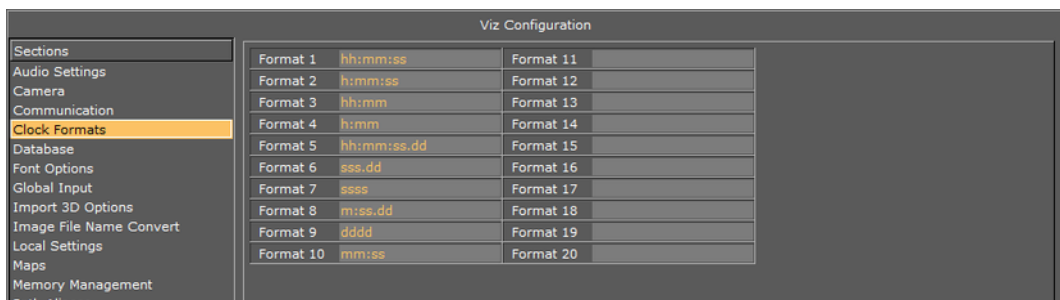 Viz Configuration
Sections
Audio Settings
Camera
Communication
Clock Formats
Database
Font Options
Global Input
Import 3D Options
Image File Name Convert
Local Settings
Maps
Memory Management
Format 1 hh:mm:ss Format 11
Format 2 h:mm:ss Format 12
Format 3 hh:mm Format 13
Format 4 h:mm Format 14
Format 5 hh:mm:ss.dd Format 15
Format 6 sss.dd Format 16
Format 7 ssss Format 17
Format 8 m:ss.dd Format 18
Format 9 dddd Format 19
Format 10 mm:ss Format 20